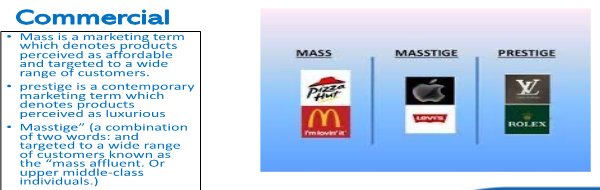 Commercial
• Mass is a marketing term
which denotes products
perceived as affordable
and targeted to a wide
range of customers.
• prestige is a contemporary
marketing term which
denotes products
perceived as luxurious
• Masstige” (a combination
of two words: and
targeted to a wide range
of customers known as
the “mass affluent. Or
upper middle-class
individuals.)
MASS
MASSTIGE
PRESTIGE
Pizza
Hut
i'm lovin' it
LEVI'S
LV
ROLEX